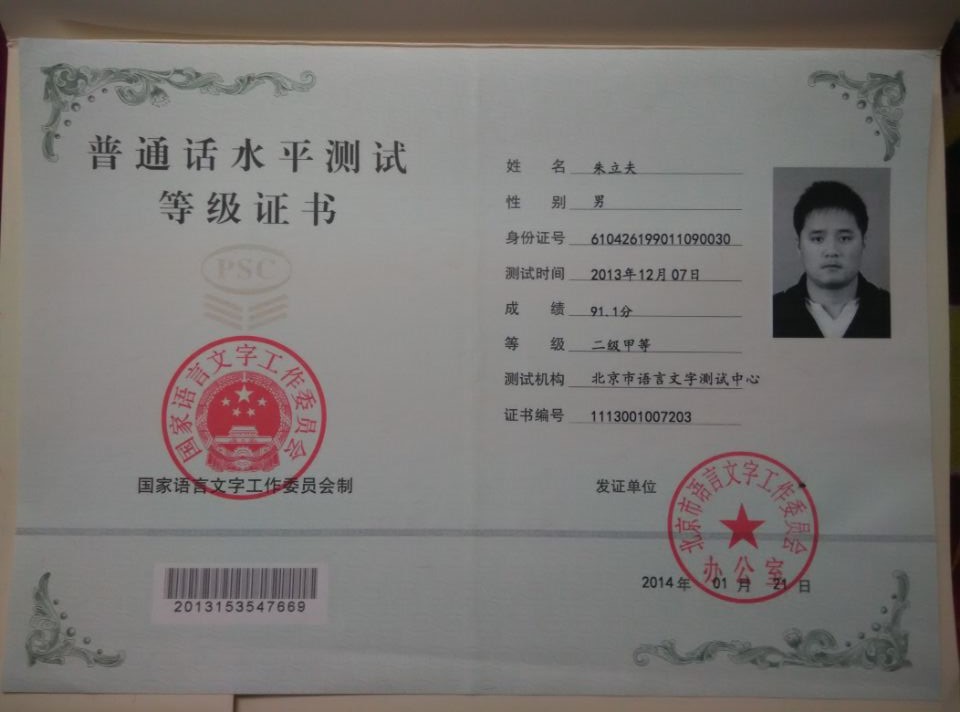 普通话水平测试
等级证书
PSC
国家语言文字工作委员会
国家语言文字工作委员会制
2013153547669
姓 名 朱立夫
性 别 男
身份证号 610426199011090030
测试时间 2013年12月07日
成 绩 91.1分
等 级 二级甲等
测试机构 北京市语言文字测试中心
证书编号 1113001007203
发证单位
北京市语言文字工作委员会
办公室
2014年 01月 21日